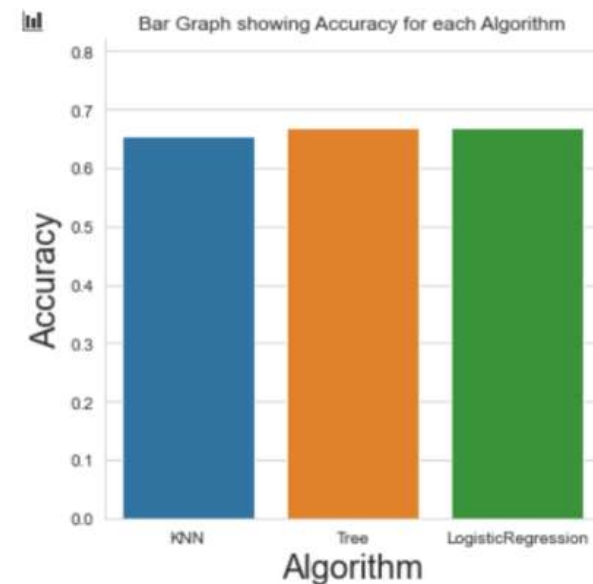 Bar Graph showing Accuracy for each Algorithm
0.8
0.7
0.6
0.5
0.4
0.3
0.2
0.1
0.0
Accuracy
KNN
Tree
LogisticRegression
Algorithm